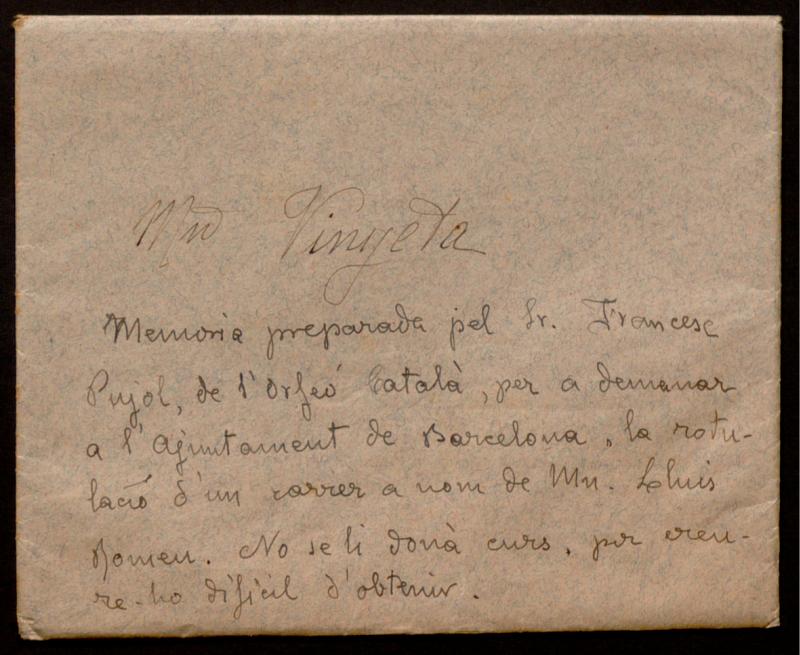 Mn Vinyeta
Memoria preparada pel Sr. Francesc
Pujol, de l'Orfeó Català, per a demanar
a l'Ajuntament de Barcelona, la rotu-
lació d'un carrer a nom de Mn. Lluis
Romeu. No se li donà curs, per creu-
re-ho dificil d'obtenir.